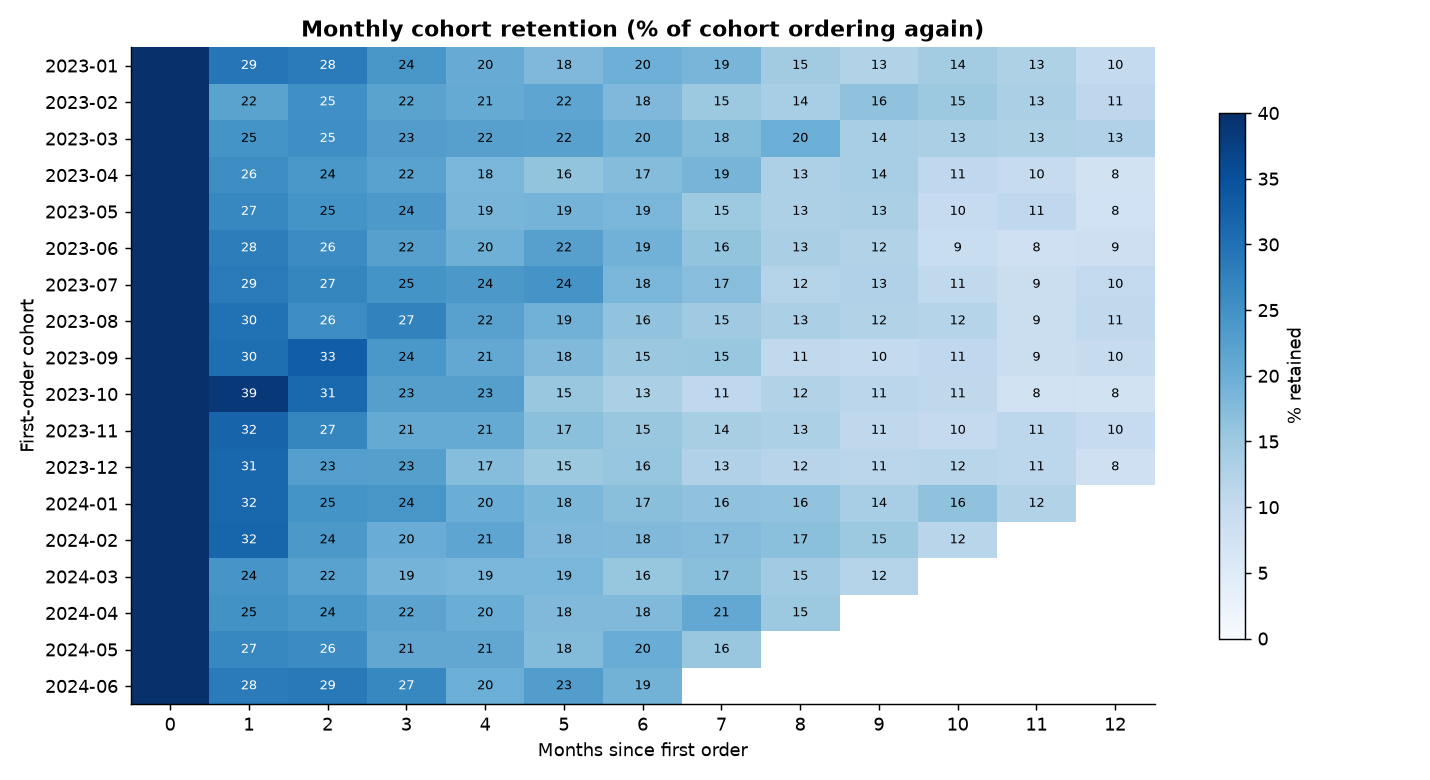 Monthly cohort retention (% of cohort ordering again)
2023-01 29 28 24 20 18 20 19 15 13 14 13 10
2023-02 22 25 22 21 22 18 15 14 16 15 13 11
2023-03 25 25 23 22 22 20 18 20 14 13 13 13
2023-04 26 24 22 18 16 17 19 13 14 11 10 8
2023-05 27 25 24 19 19 19 15 13 13 10 11 8
2023-06 28 26 22 20 22 19 16 13 12 9 8 9
2023-07 29 27 25 24 24 18 17 12 13 11 9 10
2023-08 30 26 27 22 19 16 15 13 12 12 9 11
2023-09 30 33 24 21 18 15 15 11 10 11 9 10
2023-10 39 31 23 23 15 13 11 12 11 11 8 8
2023-11 32 27 21 21 17 15 14 13 11 10 11 10
2023-12 31 23 23 17 15 16 13 12 11 12 11 8
2024-01 32 25 24 20 18 17 16 16 14 16 12
2024-02 32 24 20 21 18 18 17 17 15 12
2024-03 24 22 19 19 19 16 17 15 12
2024-04 25 24 22 20 18 18 21 15
2024-05 27 26 21 21 18 20 16
2024-06 28 29 27 20 23 19
0 1 2 3 4 5 6 7 8 9 10 11 12
Months since first order
First-order cohort
40
35
30
25
20
15
10
5
0
% retained